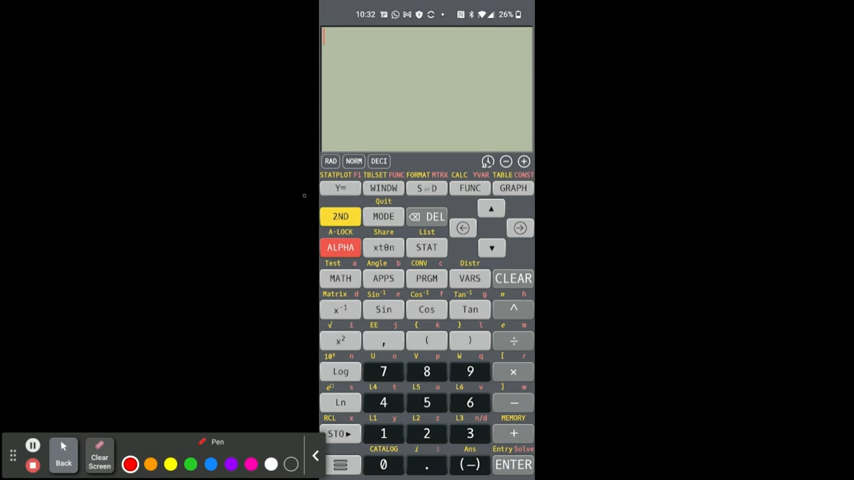 10:32 26%
RAD NORM DECI
STATPLOT F1 TBLSET FUNC FORMAT MTRX CALC YVAR TABLE CONST
Y= WINDW S⇌D FUNC GRAPH
Quit
2ND MODE DEL
A-LOCK Share List
ALPHA xtθn STAT
Test a Angle b CONV c Distr
MATH APPS PRGM VARS CLEAR
Matrix d Sin⁻¹ e Cos⁻¹ f Tan⁻¹ g π h
x⁻¹ Sin Cos Tan ^
√ i EE j { k } l e m
x² , ( ) ÷
n U o V p W q [ r
Log 7 8 9 ×
s L4 t L5 u L6 v ] w
Ln 4 5 6 −
RCL x L1 y L2 z L3 n/d MEMORY
STO▶ 1 2 3 +
CATALOG i : Ans Entry Solve
0 . (−) ENTER
Pen
Back Clear Screen